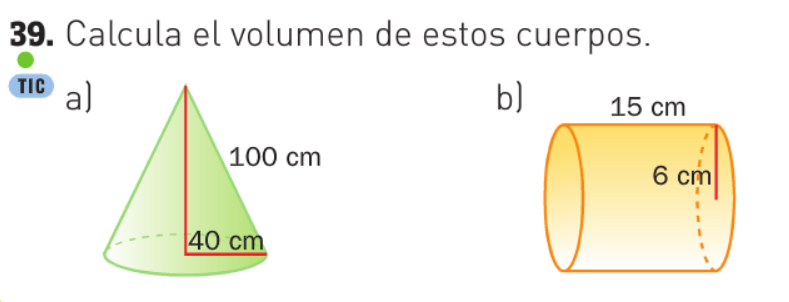 39. Calcula el volumen de estos cuerpos.
TIC a) b)
15 cm
100 cm
6 cm
40 cm